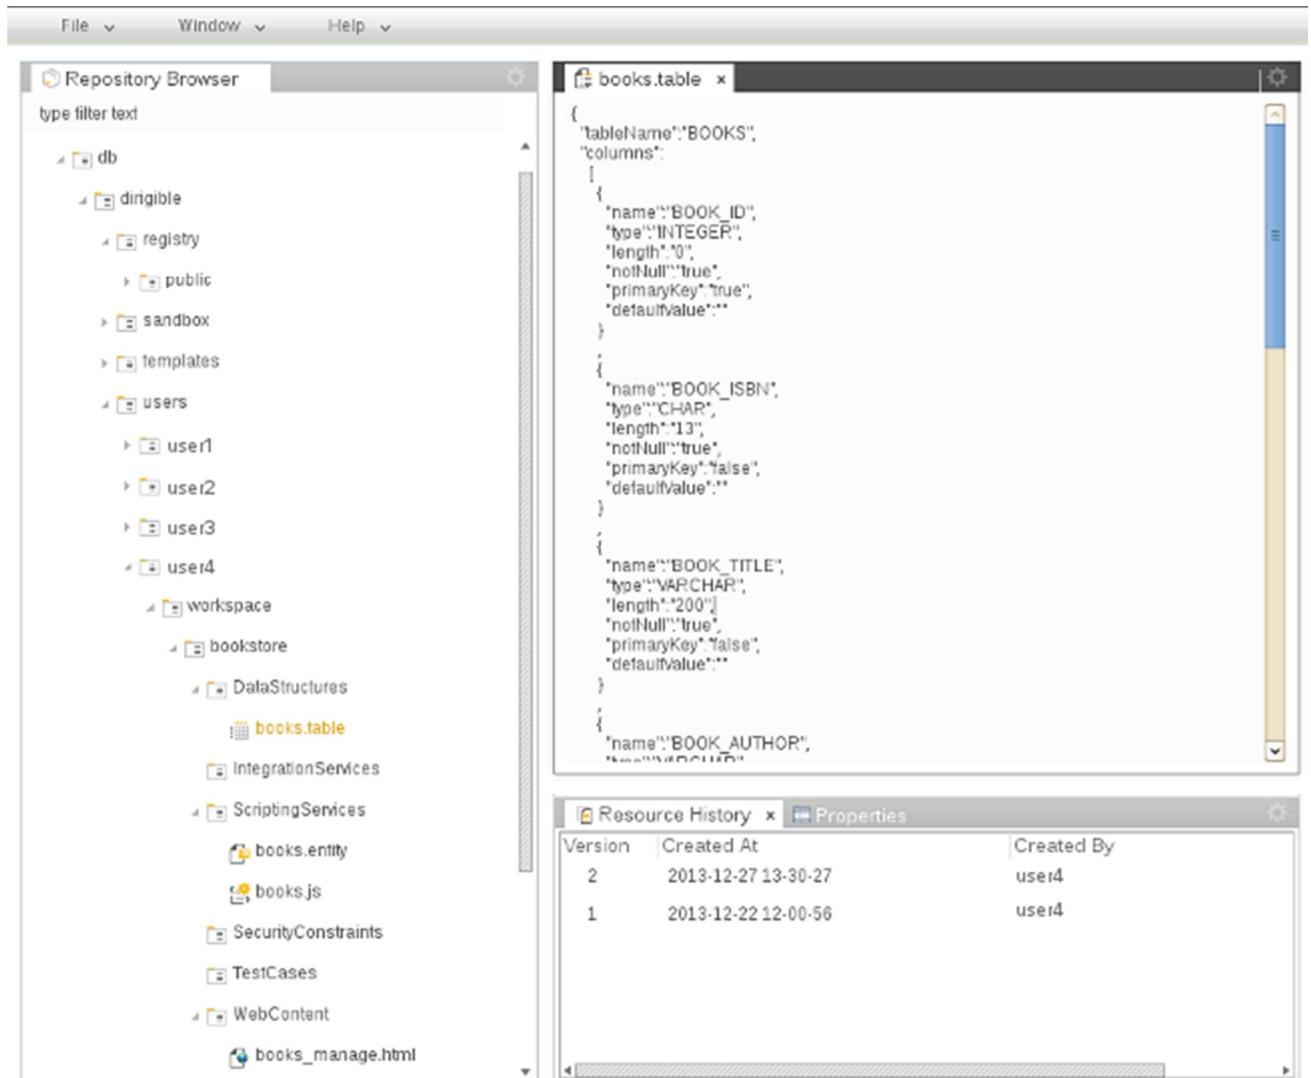 File Window Help
Repository Browser
type filter text
db
dirigible
registry
public
sandbox
templates
users
user1
user2
user3
user4
workspace
bookstore
DataStructures
books.table
IntegrationServices
ScriptingServices
books.entity
books.js
SecurityConstraints
TestCases
WebContent
books_manage.html
books.table x
{
"tableName":"BOOKS",
"columns":
[
{
"name":"BOOK_ID",
"type":"INTEGER",
"length":"0",
"notNull":"true",
"primaryKey":"true",
"defaultValue":""
}
,
{
"name":"BOOK_ISBN",
"type":"CHAR",
"length":"13",
"notNull":"true",
"primaryKey":"false",
"defaultValue":""
}
,
{
"name":"BOOK_TITLE",
"type":"VARCHAR",
"length":"200",
"notNull":"true",
"primaryKey":"false",
"defaultValue":""
}
,
{
"name":"BOOK_AUTHOR",
"type":"VARCHAR"
Resource History x Properties
Version Created At Created By
2 2013-12-27 13-30-27 user4
1 2013-12-22 12-00-56 user4